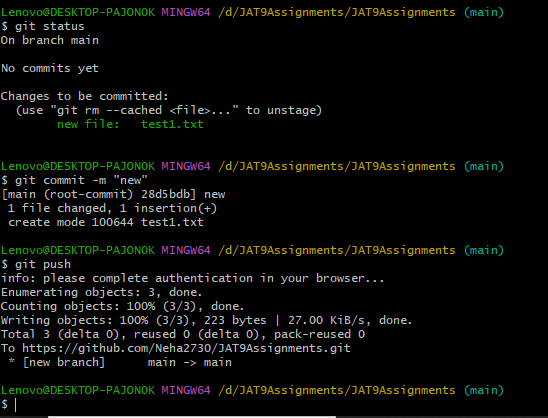 Lenovo@DESKTOP-PAJONOK MINGW64 /d/JAT9Assignments/JAT9Assignments (main)
$ git status
On branch main
No commits yet
Changes to be committed:
  (use "git rm --cached <file>..." to unstage)
        new file:   test1.txt
Lenovo@DESKTOP-PAJONOK MINGW64 /d/JAT9Assignments/JAT9Assignments (main)
$ git commit -m "new"
[main (root-commit) 28d5bdb] new
 1 file changed, 1 insertion(+)
 create mode 100644 test1.txt
Lenovo@DESKTOP-PAJONOK MINGW64 /d/JAT9Assignments/JAT9Assignments (main)
$ git push
info: please complete authentication in your browser...
Enumerating objects: 3, done.
Counting objects: 100% (3/3), done.
Writing objects: 100% (3/3), 223 bytes | 27.00 KiB/s, done.
Total 3 (delta 0), reused 0 (delta 0), pack-reused 0
To https://github.com/Neha2730/JAT9Assignments.git
 * [new branch]      main -> main
Lenovo@DESKTOP-PAJONOK MINGW64 /d/JAT9Assignments/JAT9Assignments (main)
$